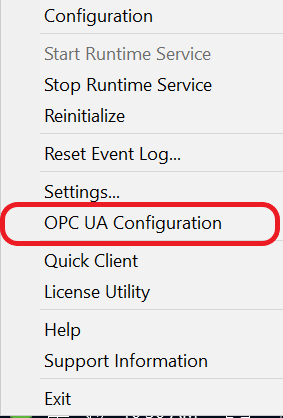 Configuration
Start Runtime Service
Stop Runtime Service
Reinitialize
Reset Event Log...
Settings...
OPC UA Configuration
Quick Client
License Utility
Help
Support Information
Exit